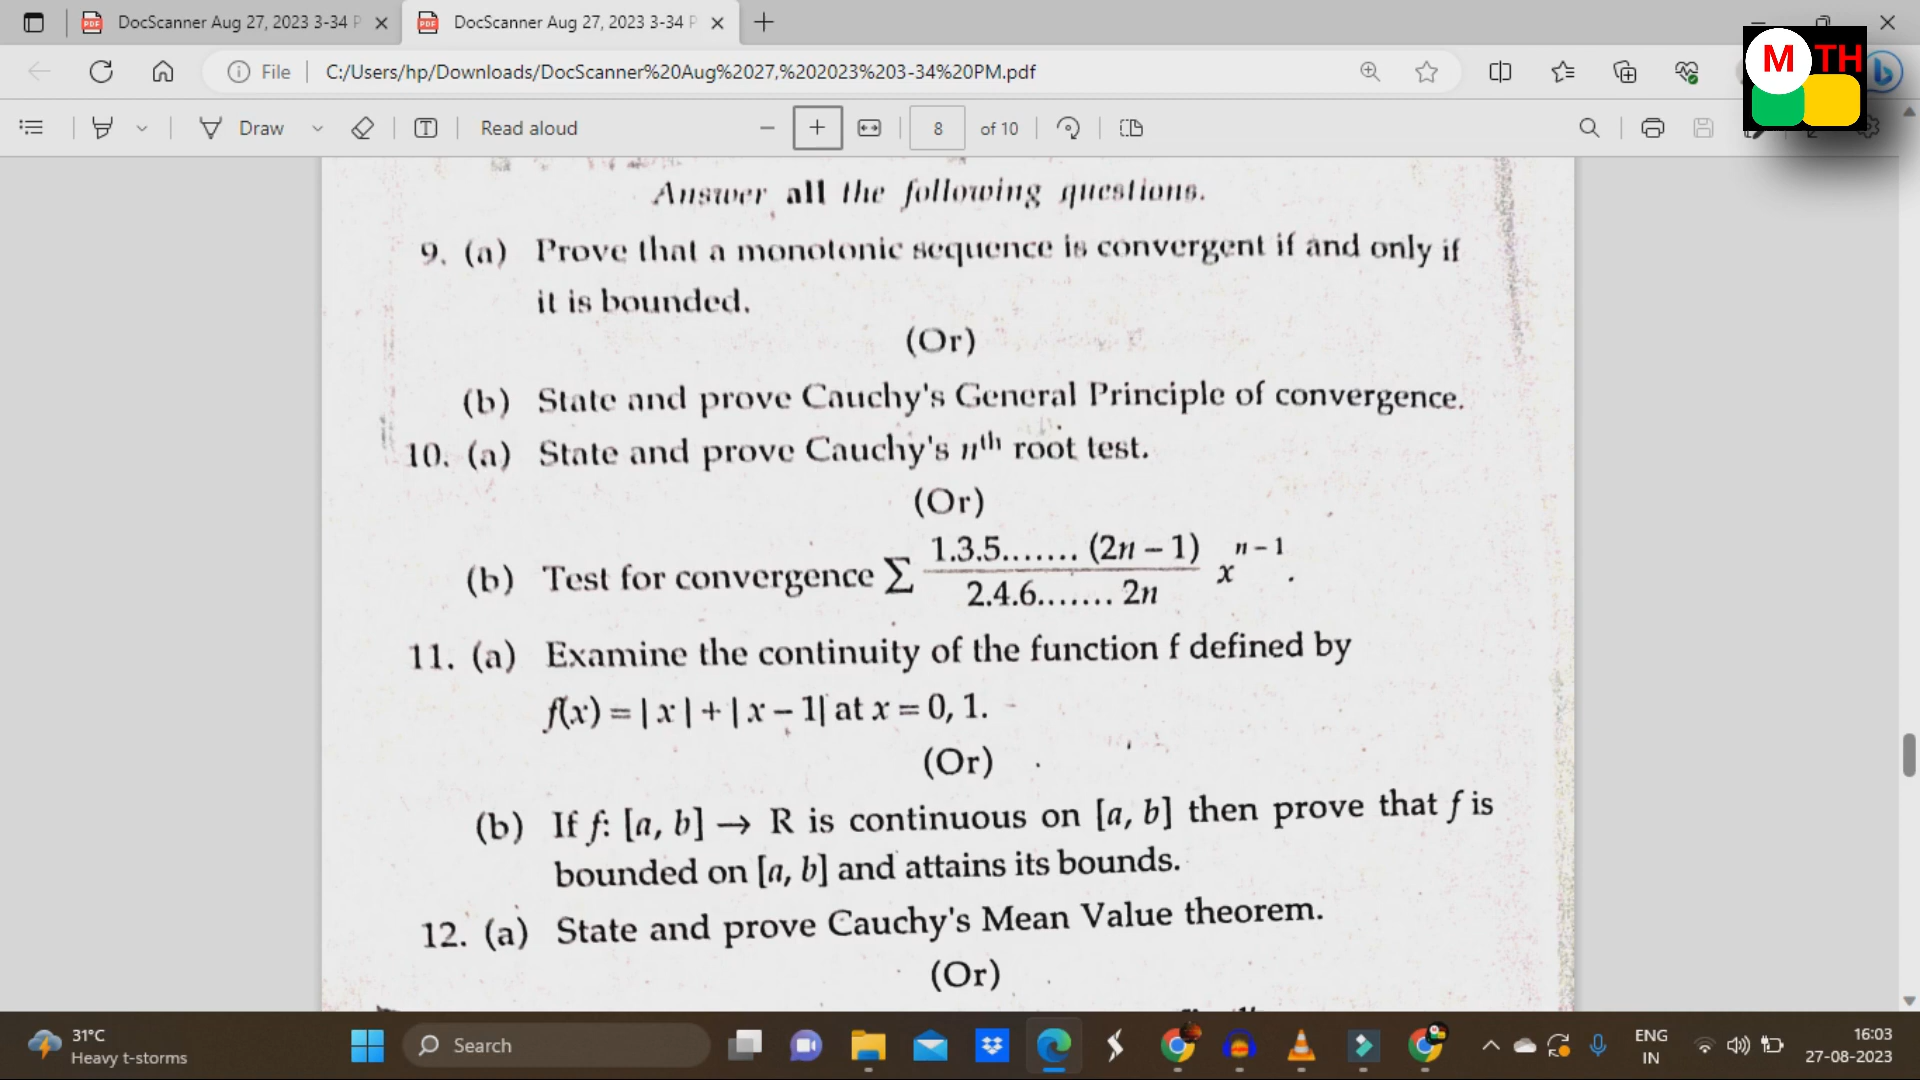 DocScanner Aug 27, 2023 3-34 P
DocScanner Aug 27, 2023 3-34 P
File
C:/Users/hp/Downloads/DocScanner%20Aug%2027,%202023%203-34%20PM.pdf
M TH
Draw
Read aloud
8 of 10
Answer all the following questions.
9. (a) Prove that a monotonic sequence is convergent if and only if
it is bounded.
(Or)
(b) State and prove Cauchy's General Principle of convergence.
10. (a) State and prove Cauchy's nth root test.
(Or)
(b) Test for convergence ∑ 1.3.5....... (2n – 1) / 2.4.6....... 2n x^n – 1.
11. (a) Examine the continuity of the function f defined by
f(x) = | x | + | x – 1| at x = 0, 1.
(Or)
(b) If f: [a, b] → R is continuous on [a, b] then prove that f is
bounded on [a, b] and attains its bounds.
12. (a) State and prove Cauchy's Mean Value theorem.
(Or)
31°C
Heavy t-storms
Search
ENG
IN
16:03
27-08-2023